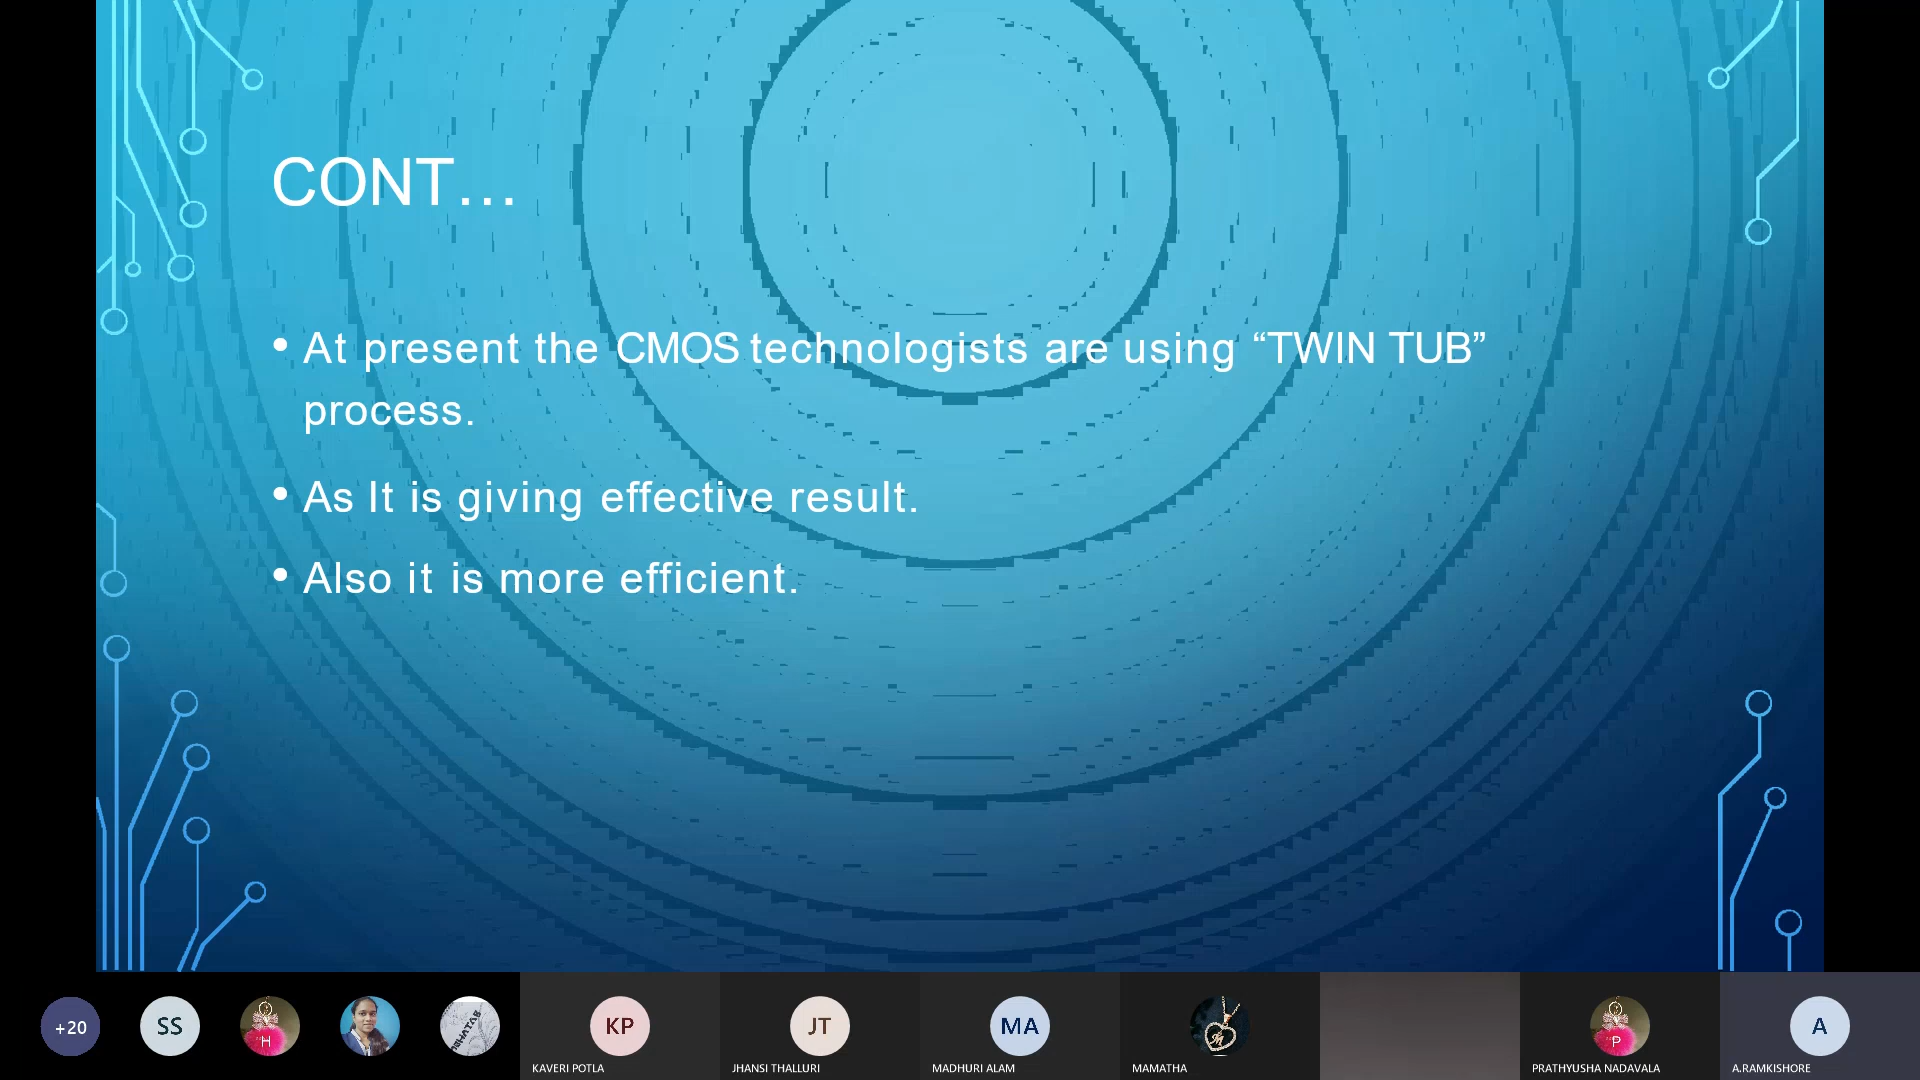 CONT...
• At present the CMOS technologists are using “TWIN TUB”
process.
• As It is giving effective result.
• Also it is more efficient.
+20
SS
H
KP
JT
MA
M
P
A
KAVERI POTLA
JHANSI THALLURI
MADHURI ALAM
MAMATHA
PRATHYUSHA NADAVALA
A.RAMKISHORE